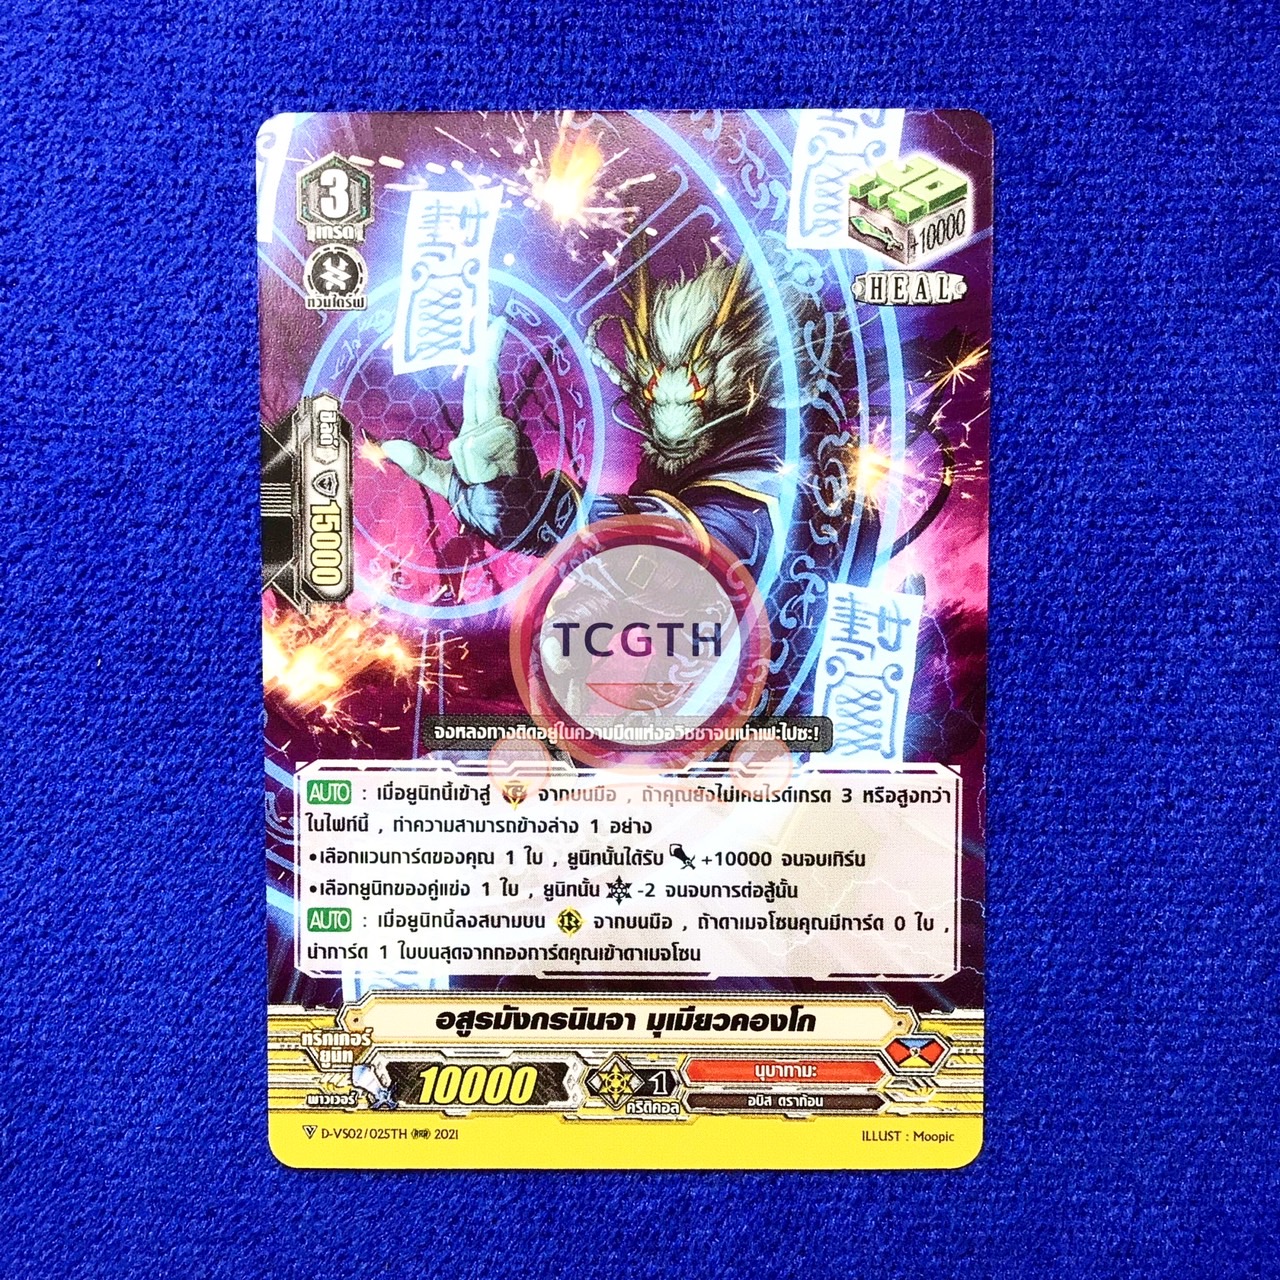 3
เกรด
ทวินไดรฟ
+10000
HEAL
ชีลด์
15000
TCGTH
จงหลงทางติดอยู่ในความมืดแห่งอวิชชาจนเน่าเฟะไปซะ!
AUTO : เมื่อยูนิทนี้เข้าสู่ จากบนมือ , ถ้าคุณยังไม่เคยไรด์เกรด 3 หรือสูงกว่า
ในไฟท์นี้ , ทำความสามารถข้างล่าง 1 อย่าง
•เลือกแวนการ์ดของคุณ 1 ใบ , ยูนิทนั้นได้รับ +10000 จนจบเทิร์น
•เลือกยูนิทของคู่แข่ง 1 ใบ , ยูนิทนั้น -2 จนจบการต่อสู้นั้น
AUTO : เมื่อยูนิทนี้ลงสนามบน R จากบนมือ , ถ้าดาเมจโซนคุณมีการ์ด 0 ใบ ,
นำการ์ด 1 ใบบนสุดจากกองการ์ดคุณเข้าดาเมจโซน
อสูรมังกรนินจา มุเมียวคองโก
ทริกเกอร์
ยูนิท
พาวเวอร์
10000
1
คริติคอล
นุบาทามะ
อบิส ดราก้อน
V D-VS02/025TH RRR 2021
ILLUST : Moopic